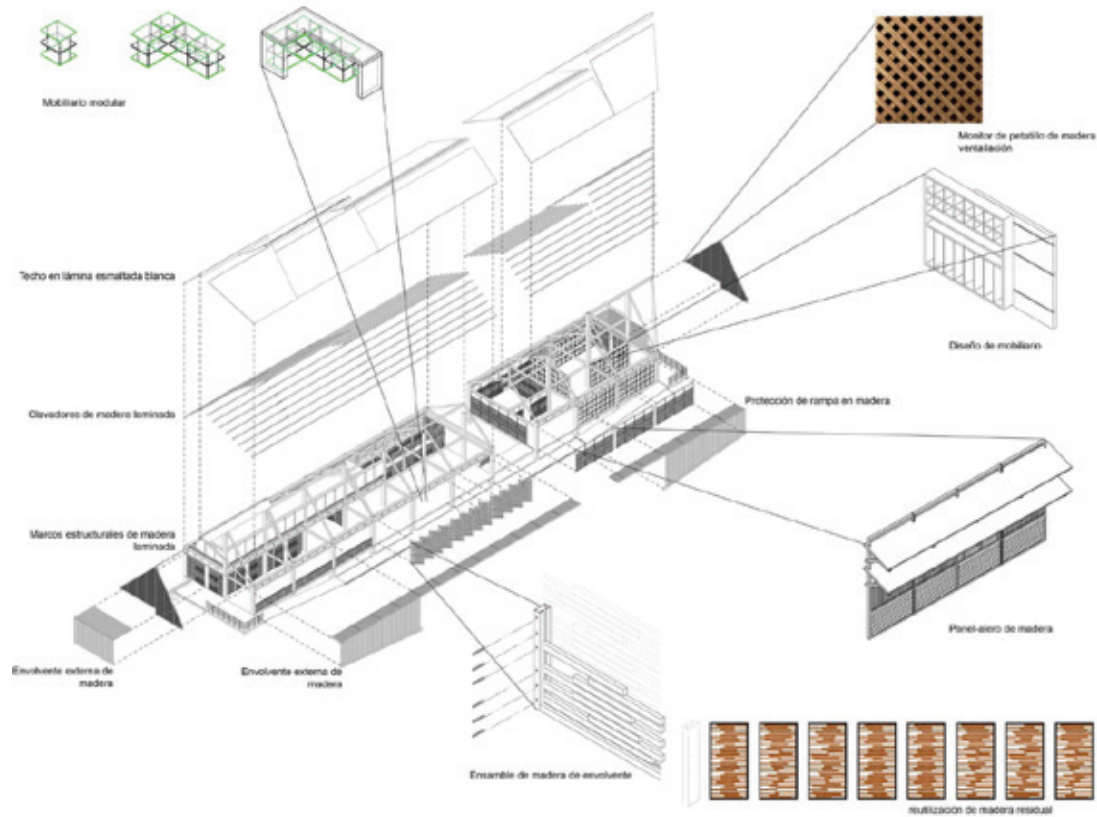 Mobiliario modular
Monitor de petatillo de madera
ventailación
Techo en lámina esmaltada blanca
Diseño de mobiliario
Clavadores de madera laminada
Protección de rampa en madera
Marcos estructurales de madera
laminada
Panel-alero de madera
Envolvente externa de
madera
Envolvente externa de
madera
Ensamble de madera de envolvente
reutilización de madera residual